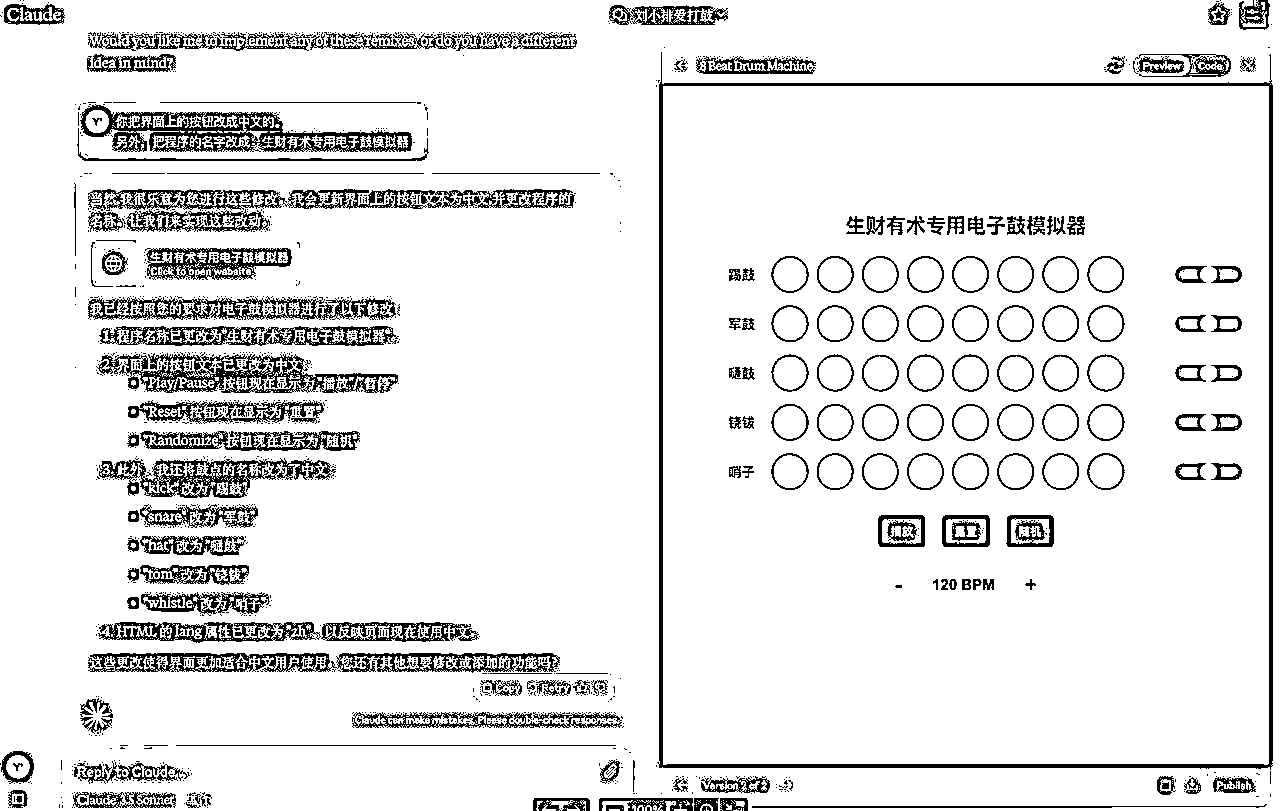 Claude
刘小排爱打鼓
Would you like me to implement any of these remixes, or do you have a different
idea in mind?
你把界面上的按钮改成中文的。
另外，把程序的名字改成：生财有术专用电子鼓模拟器
当然,我很乐意为您进行这些修改。我会更新界面上的按钮文本为中文,并更改程序的
名称。让我们来实现这些改动。
生财有术专用电子鼓模拟器
Click to open website
我已经按照您的要求对电子鼓模拟器进行了以下修改:
1. 程序名称已更改为"生财有术专用电子鼓模拟器"。
2. 界面上的按钮文本已更改为中文:
"Play/Pause" 按钮现在显示为 "播放"/"暂停"
"Reset" 按钮现在显示为 "重置"
"Randomize" 按钮现在显示为 "随机"
3. 此外，我还将鼓点的名称改为了中文:
"kick" 改为 "踢鼓"
"snare" 改为 "军鼓"
"hat" 改为
"tom" 改为 "铙钹"
"whistle" 改为 "哨子"
4. HTML 的 lang 属性已更改为 "zh"，以反映页面现在使用中文。
这些更改使得界面更加适合中文用户使用。您还有其他想要修改或添加的功能吗?
Copy Retry
Claude can make mistakes. Please double-check responses.
Reply to Claude...
Claude 3.5 Sonnet
8 Beat Drum Machine
Preview Code
生财有术专用电子鼓模拟器
踢鼓
军鼓
铙钹
哨子
播放 重置 随机
- 120 BPM +
Version 2 of 2
Publish
100%